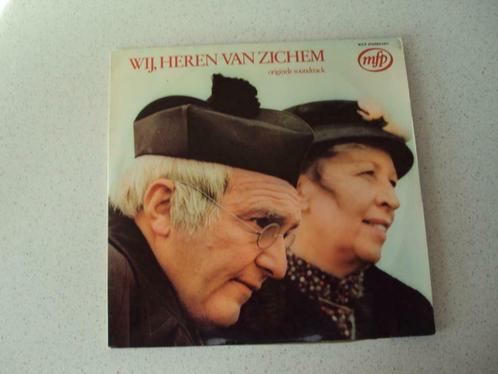 WIJ, HEREN VAN ZICHEM
originele soundtrack
mfp